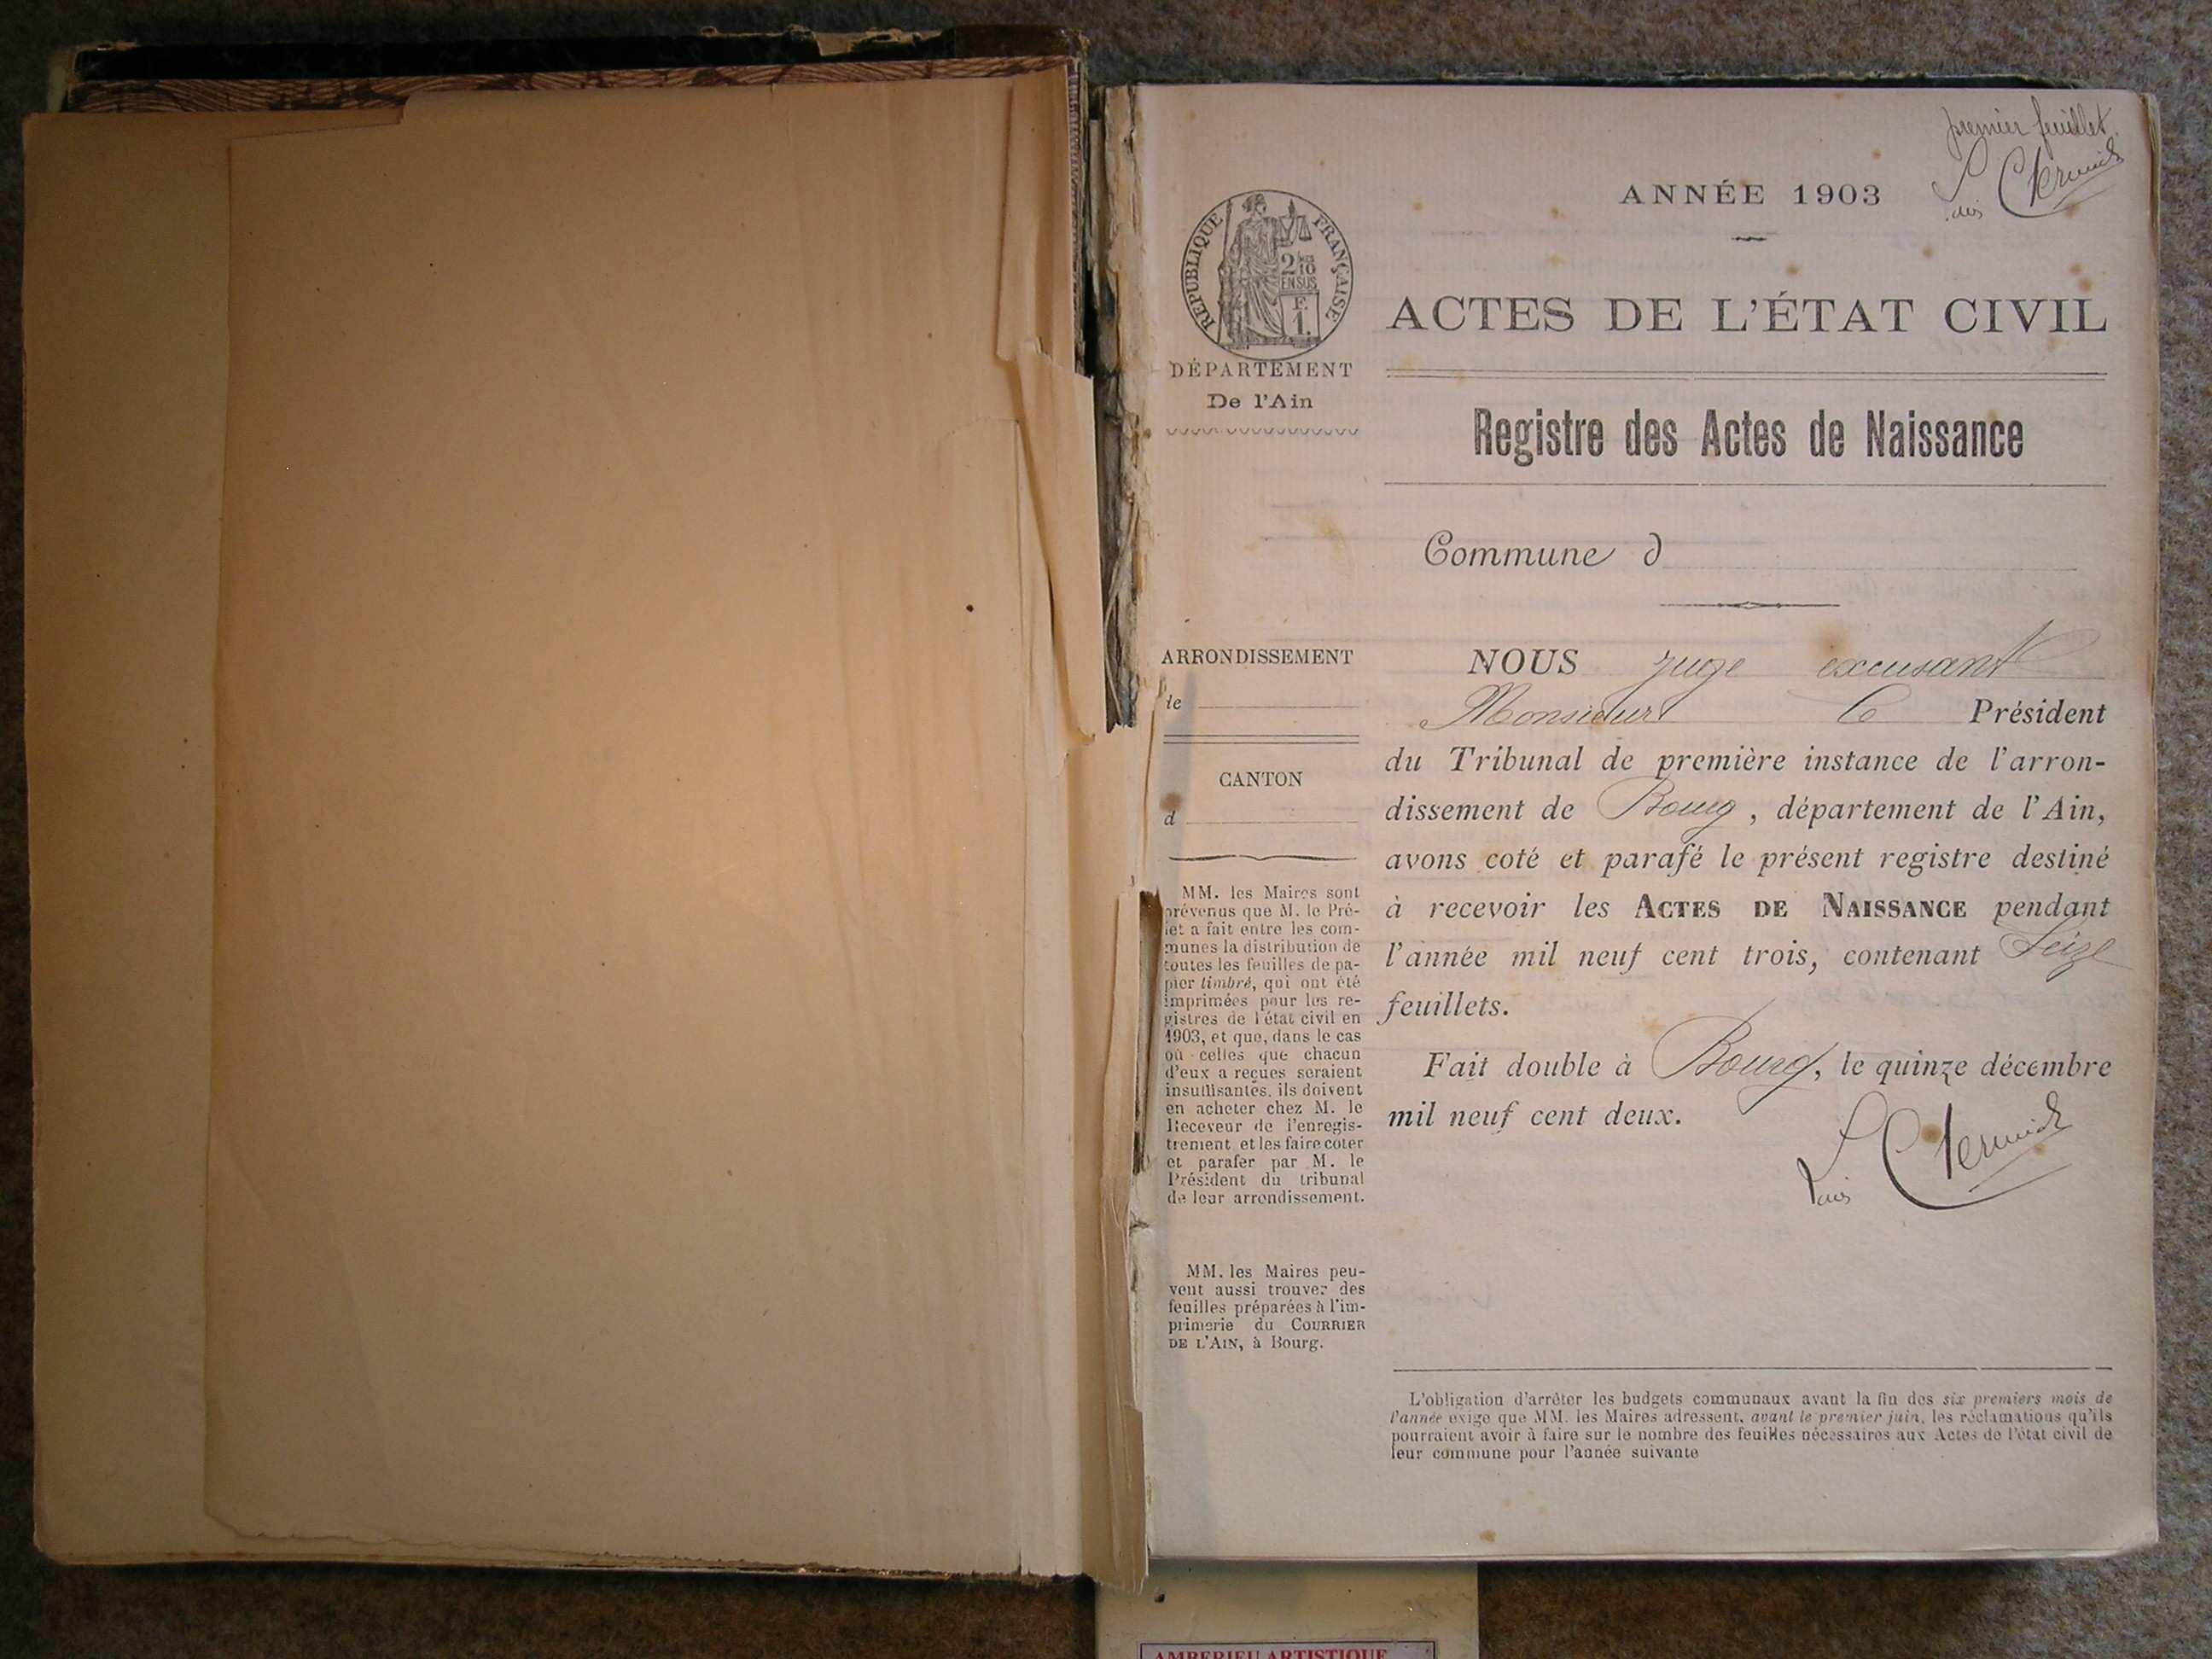 premier feuillet
ANNÉE 1903
RÉPUBLIQUE FRANÇAISE
2/10
EN SUS
F.
1.
DÉPARTEMENT
De l'Ain
ACTES DE L'ÉTAT CIVIL
Registre des Actes de Naissance
Commune d
ARRONDISSEMENT
de
CANTON
d
MM. les Maires sont
prévenus que M. le Pré-
fet a fait entre les com-
munes la distribution de
toutes les feuilles de pa-
pier timbré, qui ont été
imprimées pour les re-
gistres de l'état civil en
1903, et que, dans le cas
où celles que chacun
d'eux a reçues seraient
insuffisantes, ils doivent
en acheter chez M. le
Receveur de l'enregis-
trement et les faire coter
et parafer par M. le
Président du tribunal
de leur arrondissement.
MM. les Maires peu-
vent aussi trouver des
feuilles préparées à l'im-
primerie du COURRIER
DE L'AIN, à Bourg.
NOUS juge excusant
Monsieur le Président
du Tribunal de première instance de l'arron-
dissement de Bourg, département de l'Ain,
avons coté et parafé le présent registre destiné
à recevoir les ACTES DE NAISSANCE pendant
l'année mil neuf cent trois, contenant Seize
feuillets.
Fait double à Bourg, le quinze décembre
mil neuf cent deux.
L'obligation d'arrêter les budgets communaux avant la fin des six premiers mois de
l'année exige que MM. les Maires adressent, avant le premier juin, les réclamations qu'ils
pourraient avoir à faire sur le nombre des feuilles nécessaires aux Actes de l'état civil de
leur commune pour l'année suivante
AMBERIEU ARTISTIQUE